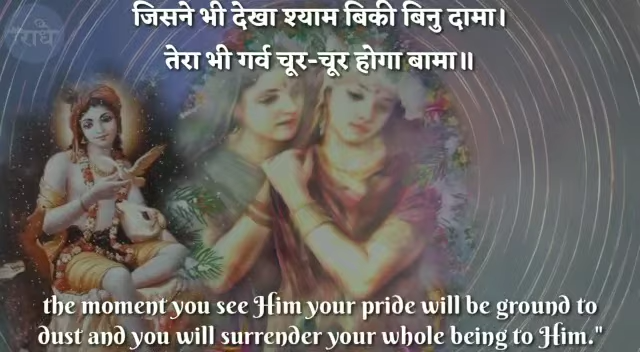 राधे
जिसने भी देखा श्याम बिकी बिनु दामा।
तेरा भी गर्व चूर-चूर होगा बामा॥
the moment you see Him your pride will be ground to
dust and you will surrender your whole being to Him."